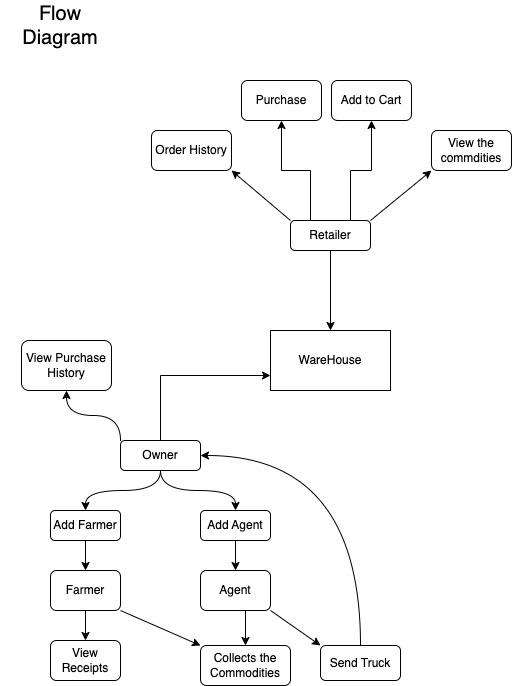 Flow
Diagram
Purchase
Add to Cart
Order History
View the
commdities
Retailer
WareHouse
View Purchase
History
Owner
Add Farmer
Add Agent
Farmer
Agent
View
Receipts
Collects the
Commodities
Send Truck